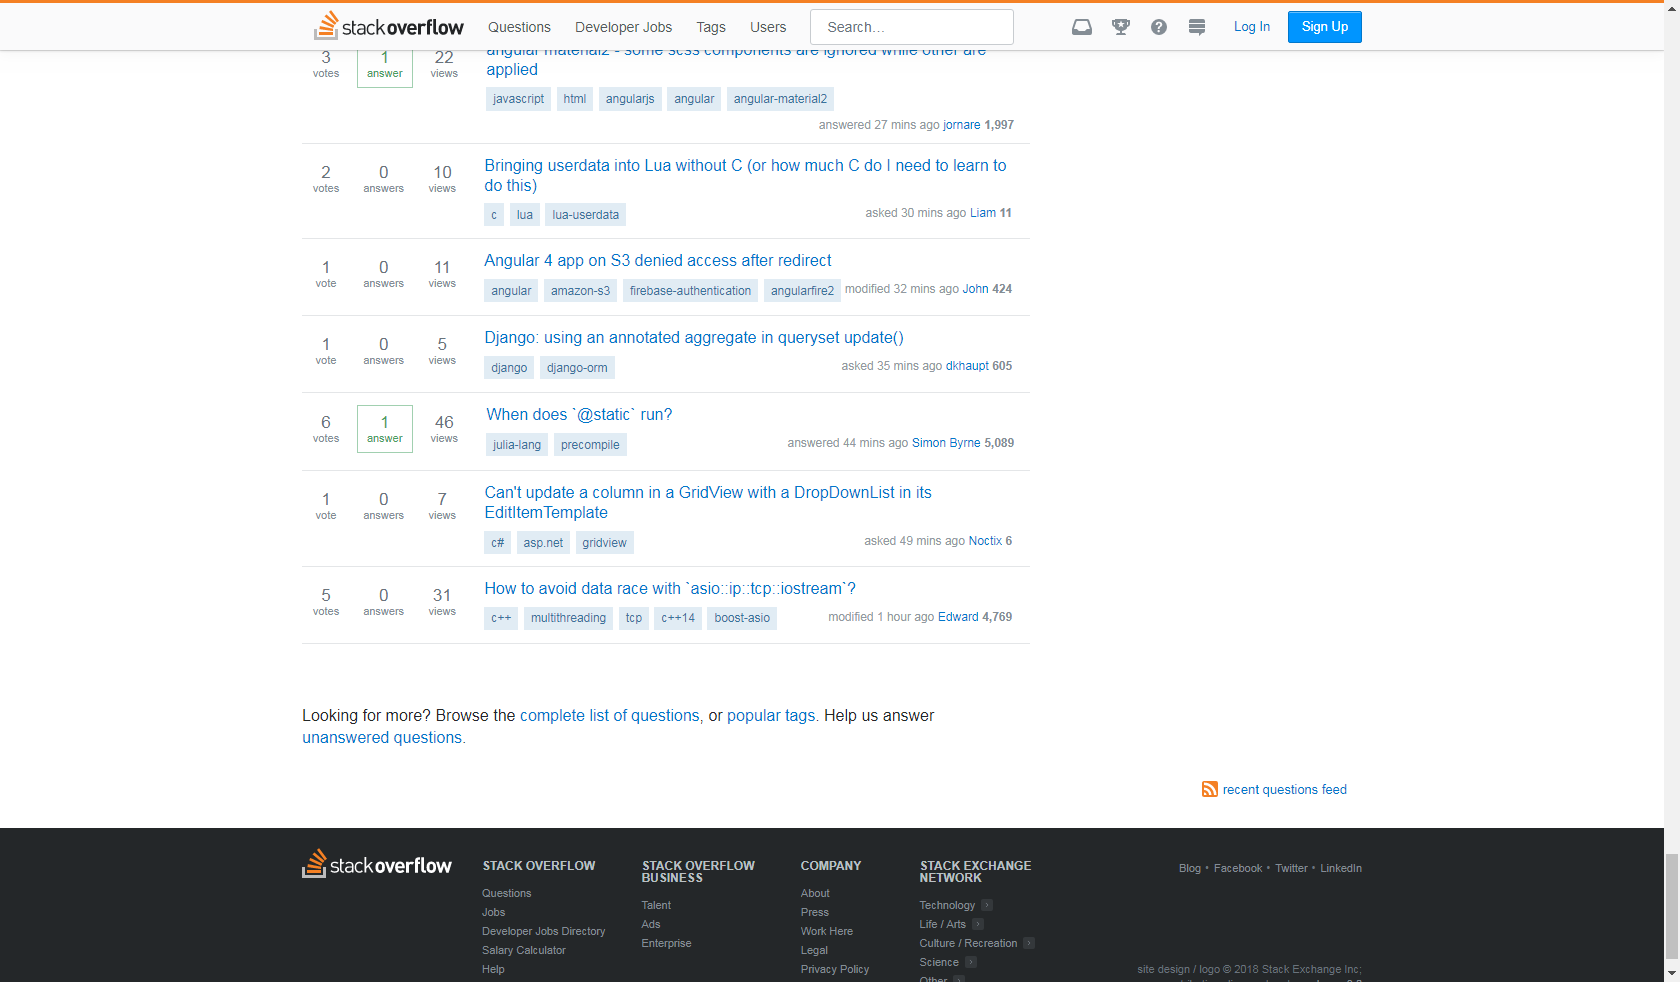 stackoverflow Questions Developer Jobs Tags Users Search... Log In Sign Up
3 votes 1 answer 22 views
angular material2 - some scss components are ignored while other are
applied
javascript html angularjs angular angular-material2
answered 27 mins ago jornare 1,997
2 votes 0 answers 10 views
Bringing userdata into Lua without C (or how much C do I need to learn to
do this)
c lua lua-userdata
asked 30 mins ago Liam 11
1 vote 0 answers 11 views
Angular 4 app on S3 denied access after redirect
angular amazon-s3 firebase-authentication angularfire2
modified 32 mins ago John 424
1 vote 0 answers 5 views
Django: using an annotated aggregate in queryset update()
django django-orm
asked 35 mins ago dkhaupt 605
6 votes 1 answer 46 views
When does `@static` run?
julia-lang precompile
answered 44 mins ago Simon Byrne 5,089
1 vote 0 answers 7 views
Can't update a column in a GridView with a DropDownList in its
EditItemTemplate
c# asp.net gridview
asked 49 mins ago Noctix 6
5 votes 0 answers 31 views
How to avoid data race with `asio::ip::tcp::iostream`?
c++ multithreading tcp c++14 boost-asio
modified 1 hour ago Edward 4,769
Looking for more? Browse the complete list of questions, or popular tags. Help us answer
unanswered questions.
recent questions feed
stackoverflow
STACK OVERFLOW
Questions
Jobs
Developer Jobs Directory
Salary Calculator
Help
STACK OVERFLOW
BUSINESS
Talent
Ads
Enterprise
COMPANY
About
Press
Work Here
Legal
Privacy Policy
STACK EXCHANGE
NETWORK
Technology
Life / Arts
Culture / Recreation
Science
Other
Blog • Facebook • Twitter • LinkedIn
site design / logo © 2018 Stack Exchange Inc;